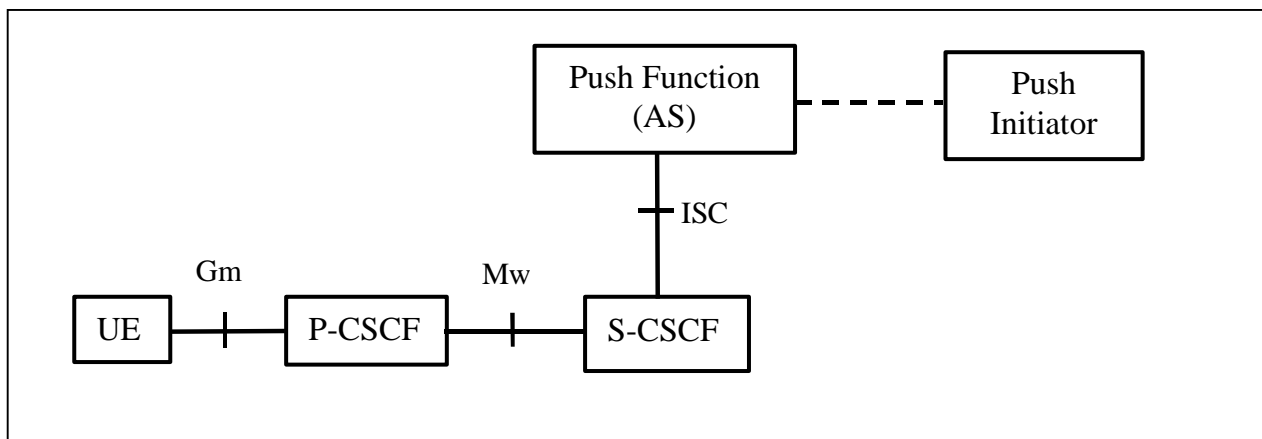 Push Function
(AS)
Push
Initiator
ISC
Gm
Mw
UE
P-CSCF
S-CSCF